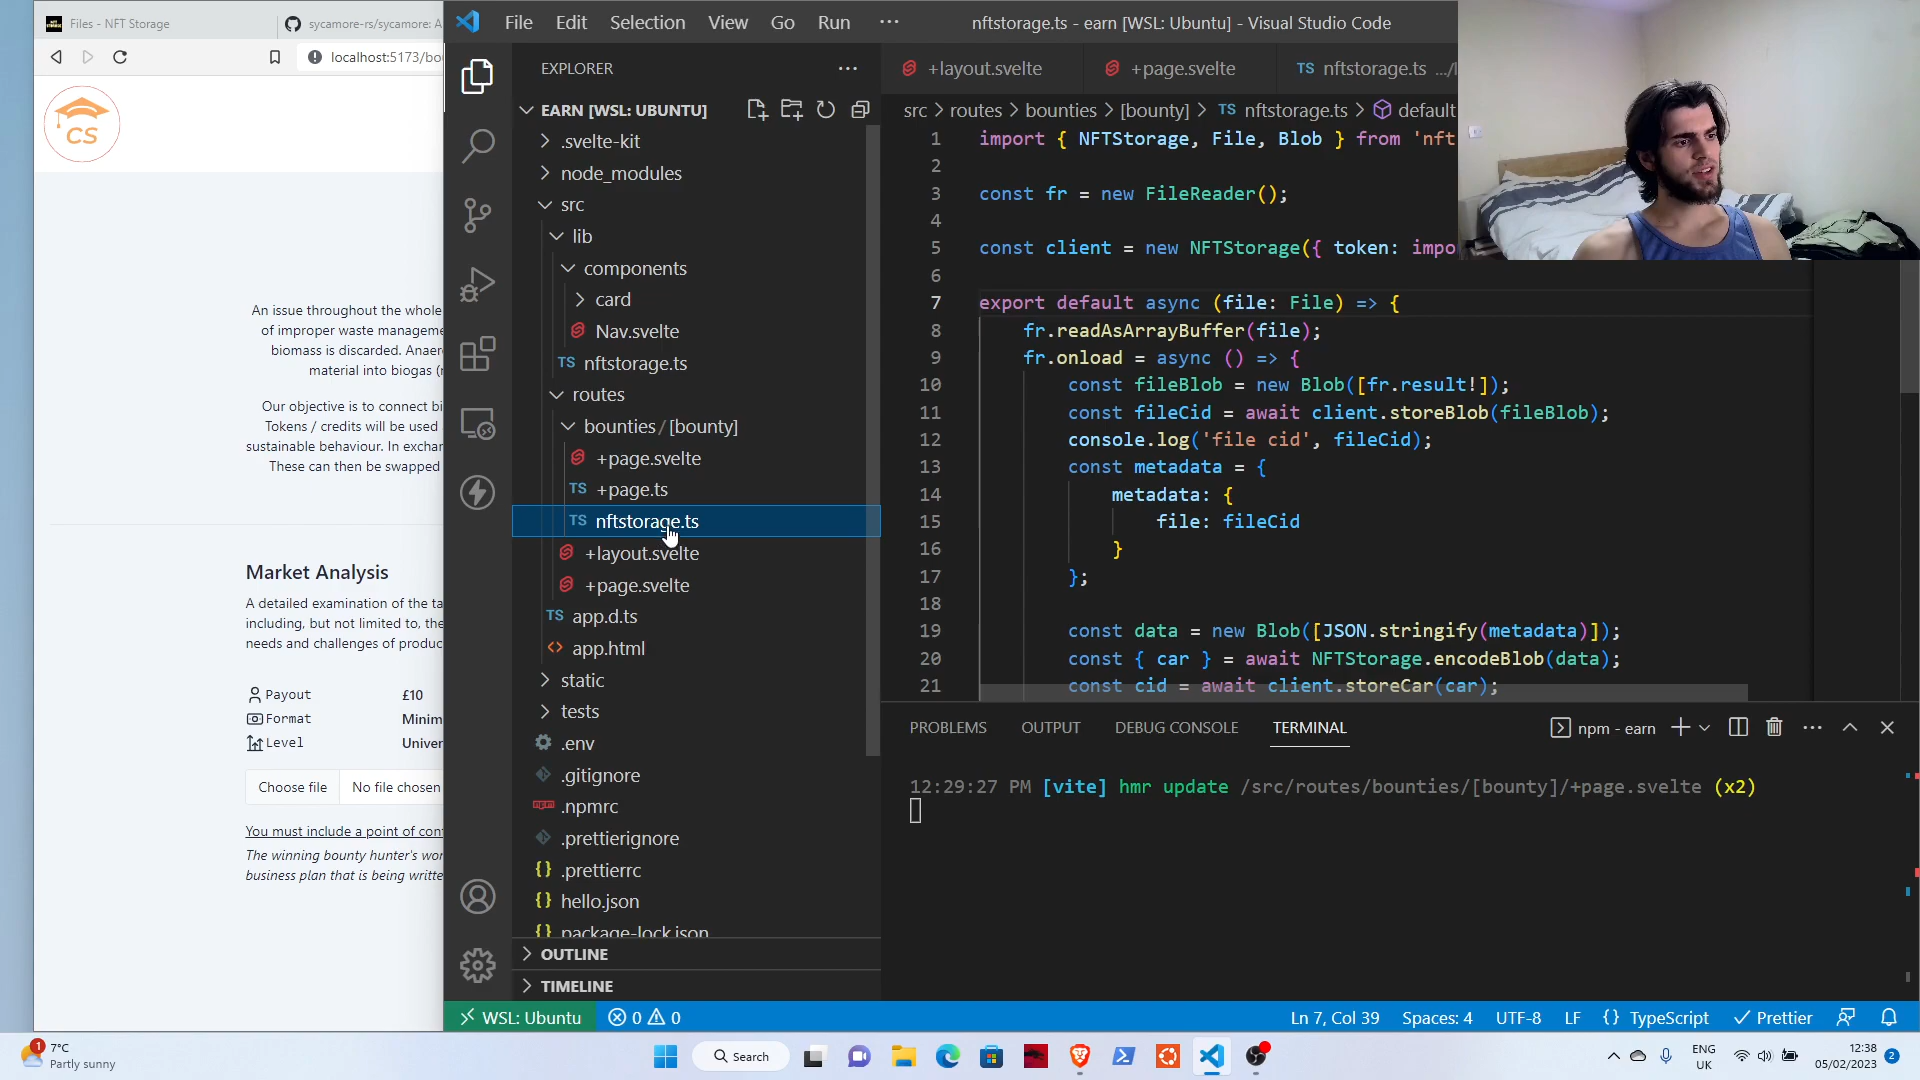 Files - NFT Storage
sycamore-rs/sycamore: A
localhost:5173/bo
CS
An issue throughout the whole
of improper waste manageme
biomass is discarded. Anaer
material into biogas (
Our objective is to connect bi
Tokens / credits will be used
sustainable behaviour. In exchar
These can then be swapped
Market Analysis
A detailed examination of the ta
including, but not limited to, the
needs and challenges of produc
Payout £10
Format Minim
Level Univer
Choose file No file chosen
You must include a point of cont
The winning bounty hunter's wor
business plan that is being writte
File Edit Selection View Go Run ···
nftstorage.ts - earn [WSL: Ubuntu] - Visual Studio Code
EXPLORER
EARN [WSL: UBUNTU]
.svelte-kit
node_modules
src
lib
components
card
Nav.svelte
TS nftstorage.ts
routes
bounties/[bounty]
+page.svelte
TS +page.ts
TS nftstorage.ts
+layout.svelte
+page.svelte
TS app.d.ts
<> app.html
static
tests
.env
.gitignore
.npmrc
.prettierignore
{} .prettierrc
{} hello.json
{} package-lock.json
OUTLINE
TIMELINE
+layout.svelte
+page.svelte
TS nftstorage.ts .../l
src > routes > bounties > [bounty] > TS nftstorage.ts > default
1 import { NFTStorage, File, Blob } from 'nft
2
3 const fr = new FileReader();
4
5 const client = new NFTStorage({ token: impo
6
7 export default async (file: File) => {
8 fr.readAsArrayBuffer(file);
9 fr.onload = async () => {
10 const fileBlob = new Blob([fr.result!]);
11 const fileCid = await client.storeBlob(fileBlob);
12 console.log('file cid', fileCid);
13 const metadata = {
14 metadata: {
15 file: fileCid
16 }
17 };
18
19 const data = new Blob([JSON.stringify(metadata)]);
20 const { car } = await NFTStorage.encodeBlob(data);
21 const cid = await client.storeCar(car);
PROBLEMS OUTPUT DEBUG CONSOLE TERMINAL
npm - earn
12:29:27 PM [vite] hmr update /src/routes/bounties/[bounty]/+page.svelte (x2)
WSL: Ubuntu 0 0
Ln 7, Col 39 Spaces: 4 UTF-8 LF {} TypeScript Prettier
1
7°C
Partly sunny
Search
ENG
UK
12:38
05/02/2023
2